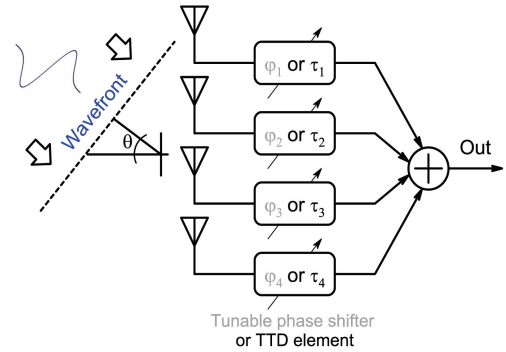 Wavefront
θ
φ1 or τ1
φ2 or τ2
φ3 or τ3
φ4 or τ4
Out
Tunable phase shifter
or TTD element